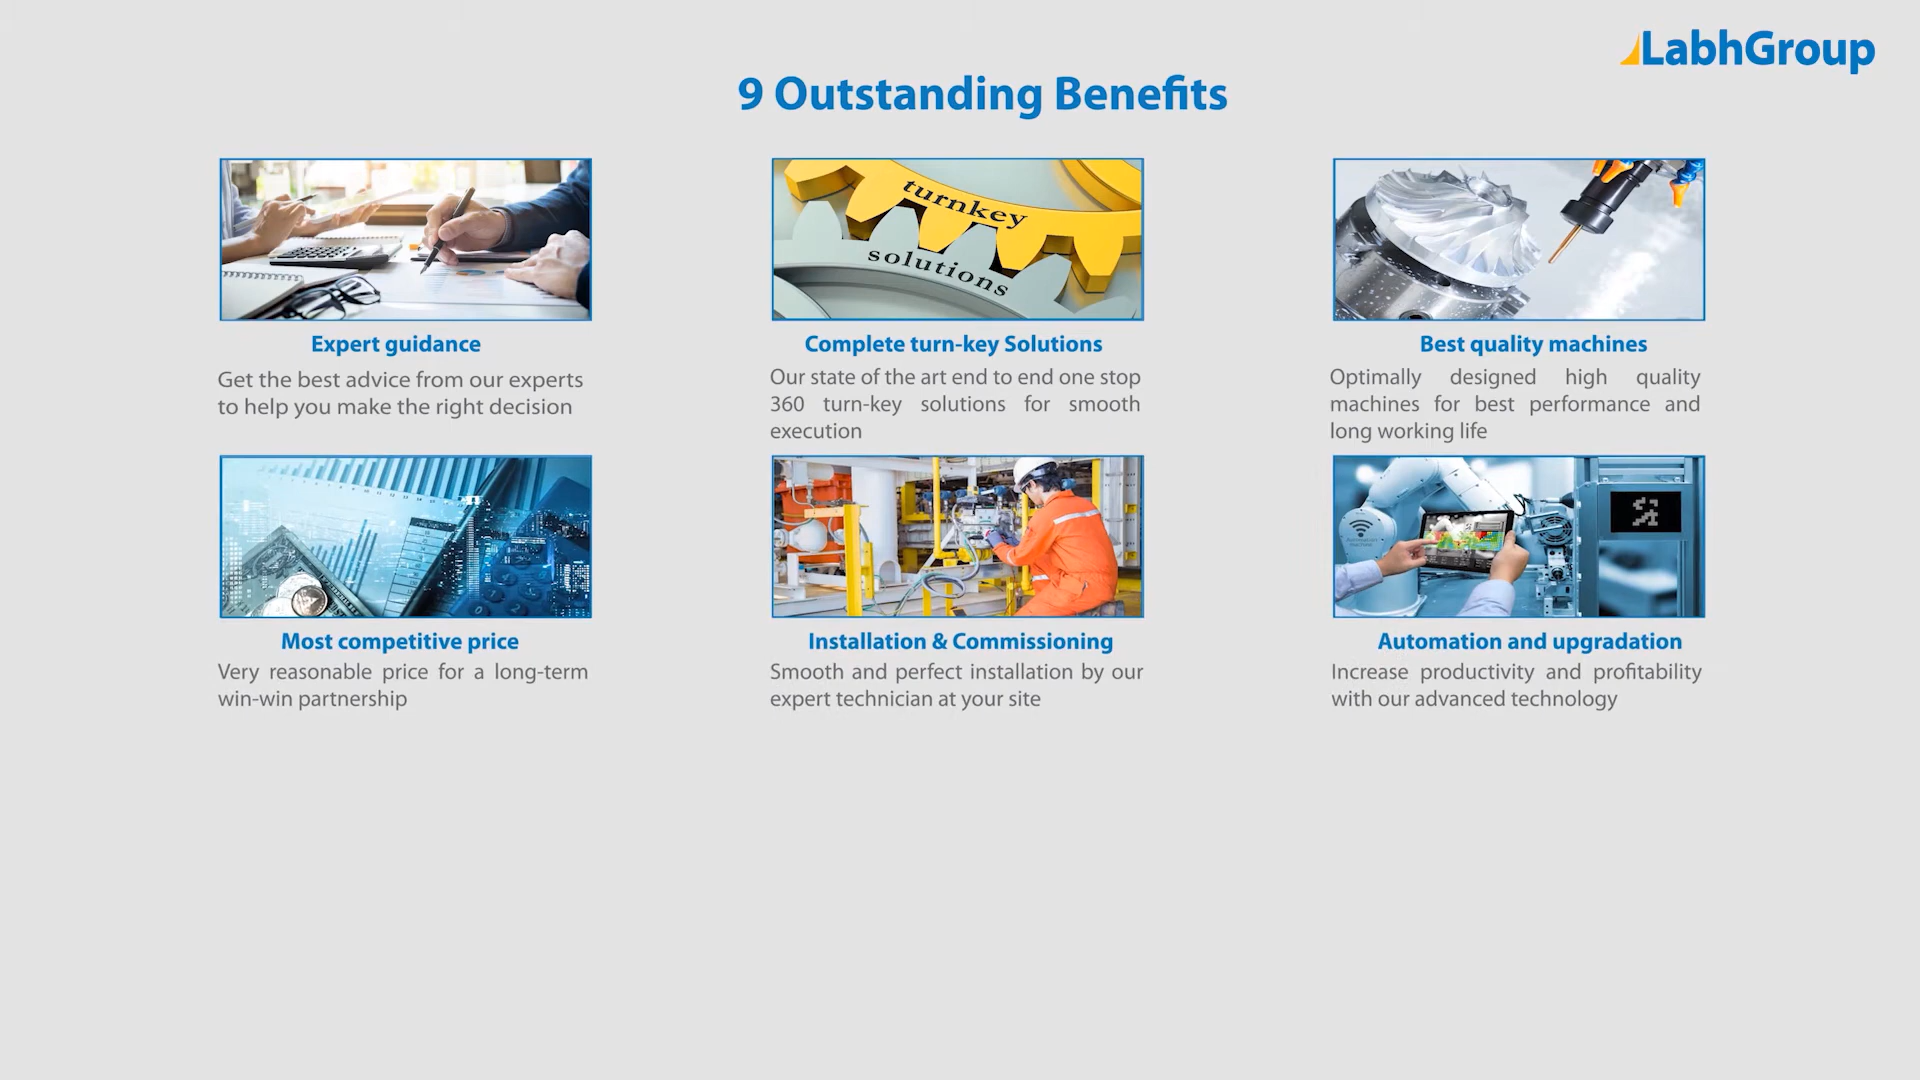 LabhGroup
9 Outstanding Benefits
turnkey
solutions
Expert guidance
Get the best advice from our experts
to help you make the right decision
Complete turn-key Solutions
Our state of the art end to end one stop
360 turn-key solutions for smooth
execution
Best quality machines
Optimally designed high quality
machines for best performance and
long working life
Most competitive price
Very reasonable price for a long-term
win-win partnership
Installation & Commissioning
Smooth and perfect installation by our
expert technician at your site
Automation and upgradation
Increase productivity and profitability
with our advanced technology